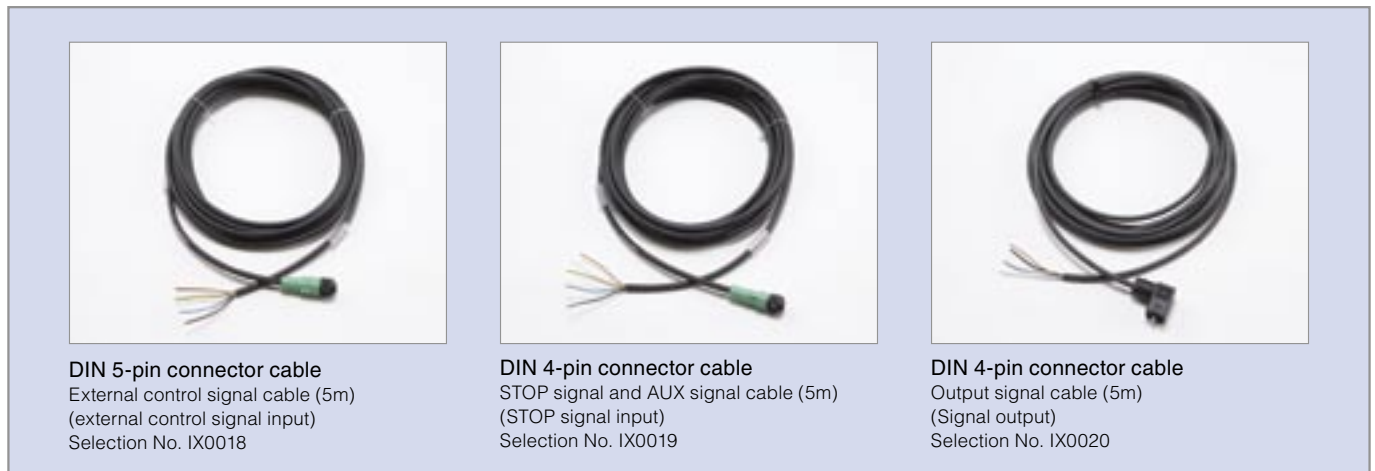 DIN 5-pin connector cable
External control signal cable (5m)
(external control signal input)
Selection No. IX0018
DIN 4-pin connector cable
STOP signal and AUX signal cable (5m)
(STOP signal input)
Selection No. IX0019
DIN 4-pin connector cable
Output signal cable (5m)
(Signal output)
Selection No. IX0020